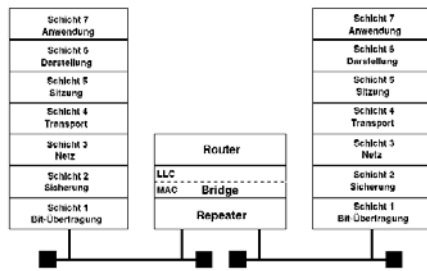 Schicht 7
Anwendung
Schicht 6
Darstellung
Schicht 5
Sitzung
Schicht 4
Transport
Schicht 3
Netz
Schicht 2
Sicherung
Schicht 1
Bit-Übertragung
Router
LLC
MAC Bridge
Repeater
Schicht 7
Anwendung
Schicht 6
Darstellung
Schicht 5
Sitzung
Schicht 4
Transport
Schicht 3
Netz
Schicht 2
Sicherung
Schicht 1
Bit-Übertragung